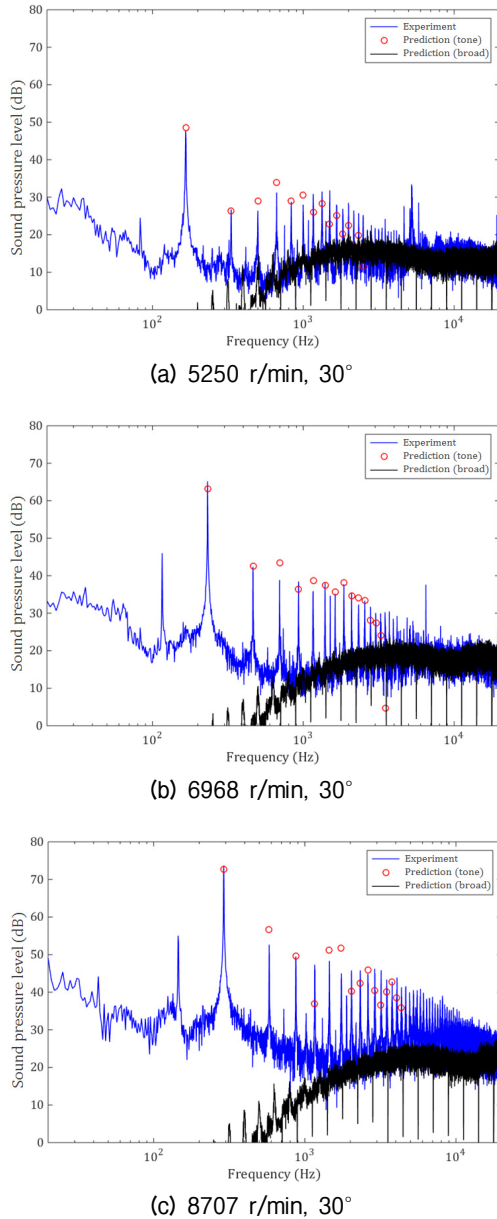 80
70
60
50
40
30
20
10
0
Sound pressure level (dB)
Experiment
Prediction (tone)
Prediction (broad)
10²
10³
10⁴
Frequency (Hz)
(a) 5250 r/min, 30°
80
70
60
50
40
30
20
10
0
Sound pressure level (dB)
Experiment
Prediction (tone)
Prediction (broad)
10²
10³
10⁴
Frequency (Hz)
(b) 6968 r/min, 30°
80
70
60
50
40
30
20
10
0
Sound pressure level (dB)
Experiment
Prediction (tone)
Prediction (broad)
10²
10³
10⁴
Frequency (Hz)
(c) 8707 r/min, 30°